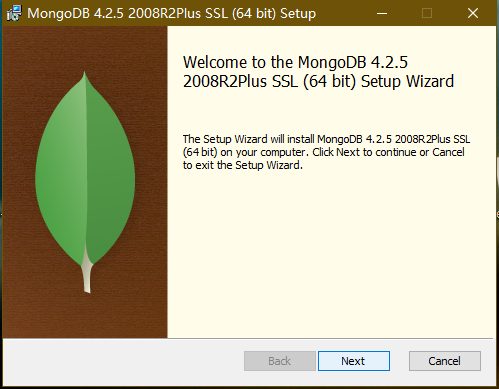 MongoDB 4.2.5 2008R2Plus SSL (64 bit) Setup
Welcome to the MongoDB 4.2.5
2008R2Plus SSL (64 bit) Setup Wizard
The Setup Wizard will install MongoDB 4.2.5 2008R2Plus SSL
(64 bit) on your computer. Click Next to continue or Cancel
to exit the Setup Wizard.
Back Next Cancel